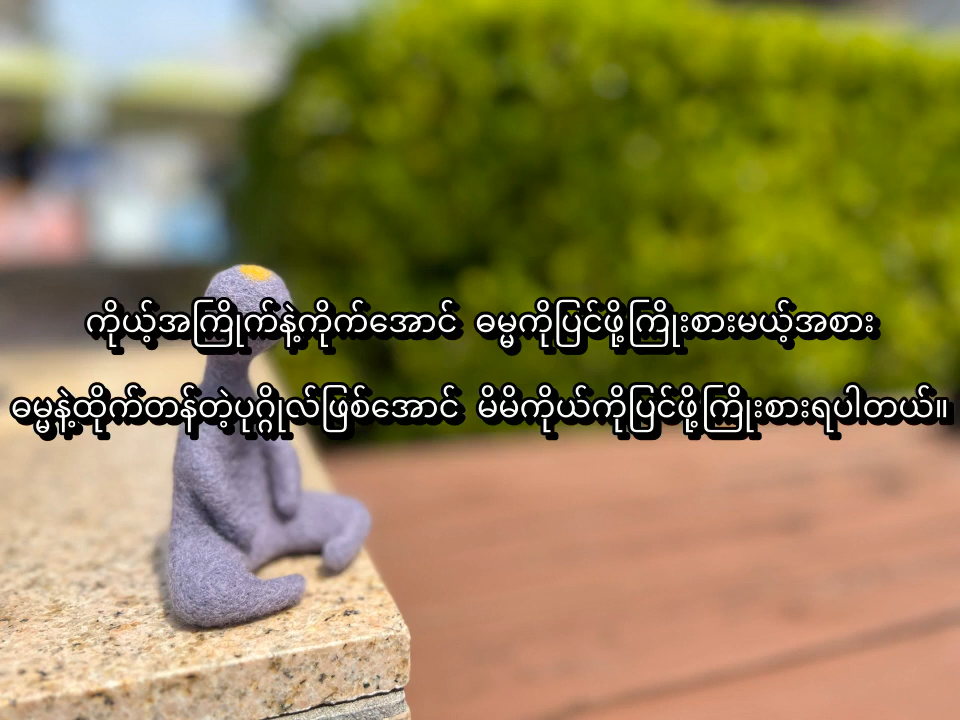 ကိုယ့်အကြိုက်နဲ့ကိုက်အောင် ဓမ္မကိုပြင်ဖို့ကြိုးစားမယ့်အစား
ဓမ္မနဲ့ထိုက်တန်တဲ့ပုဂ္ဂိုလ်ဖြစ်အောင် မိမိကိုယ်ကိုပြင်ဖို့ကြိုးစားရပါတယ်။